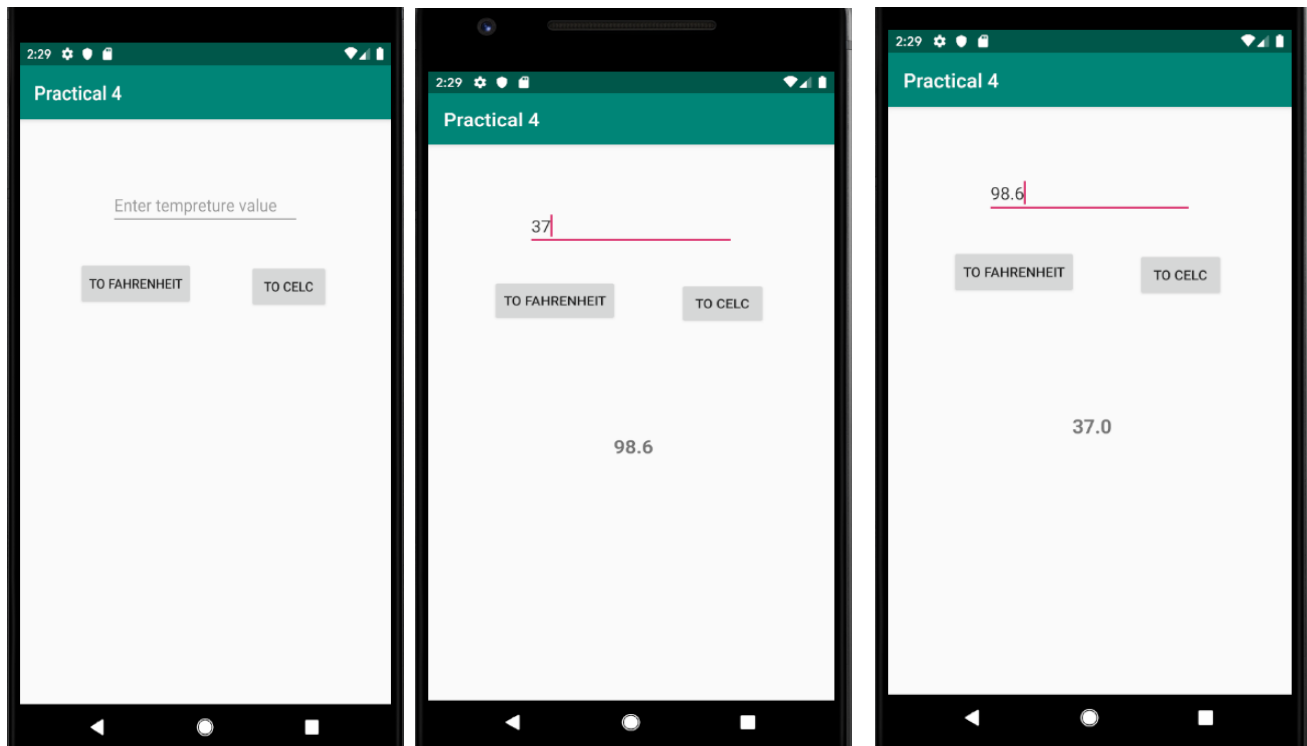 2:29
Practical 4
Enter tempreture value
TO FAHRENHEIT
TO CELC
2:29
Practical 4
37
TO FAHRENHEIT
TO CELC
98.6
2:29
Practical 4
98.6
TO FAHRENHEIT
TO CELC
37.0